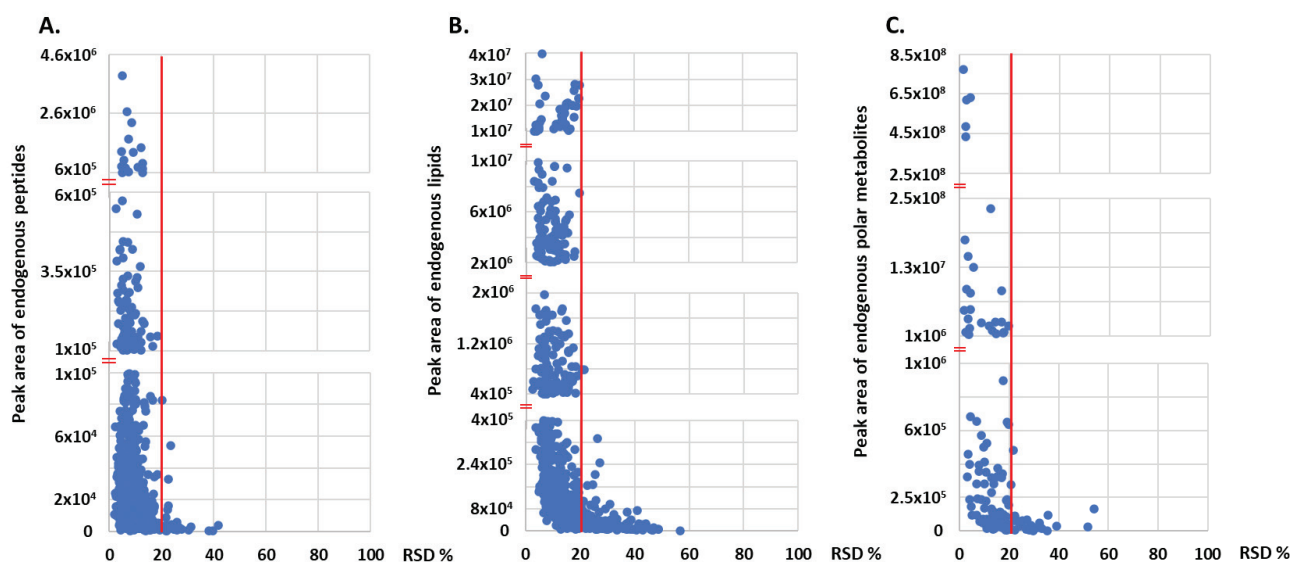 A.
Peak area of endogenous peptides
4.6x10⁶
2.6x10⁶
6x10⁵
6x10⁵
3.5x10⁵
1x10⁵
1x10⁵
6x10⁴
2x10⁴
0
0 20 40 60 80 100 RSD %
B.
Peak area of endogenous lipids
4x10⁷
3x10⁷
2x10⁷
1x10⁷
1x10⁷
6x10⁶
2x10⁶
2x10⁶
1.2x10⁶
4x10⁵
4x10⁵
2.4x10⁵
8x10⁴
0
0 20 40 60 80 100 RSD %
C.
Peak area of endogenous polar metabolites
8.5x10⁸
6.5x10⁸
4.5x10⁸
2.5x10⁸
2.5x10⁸
1.3x10⁷
1x10⁶
1x10⁶
6x10⁵
2.5x10⁵
0
0 20 40 60 80 100 RSD %